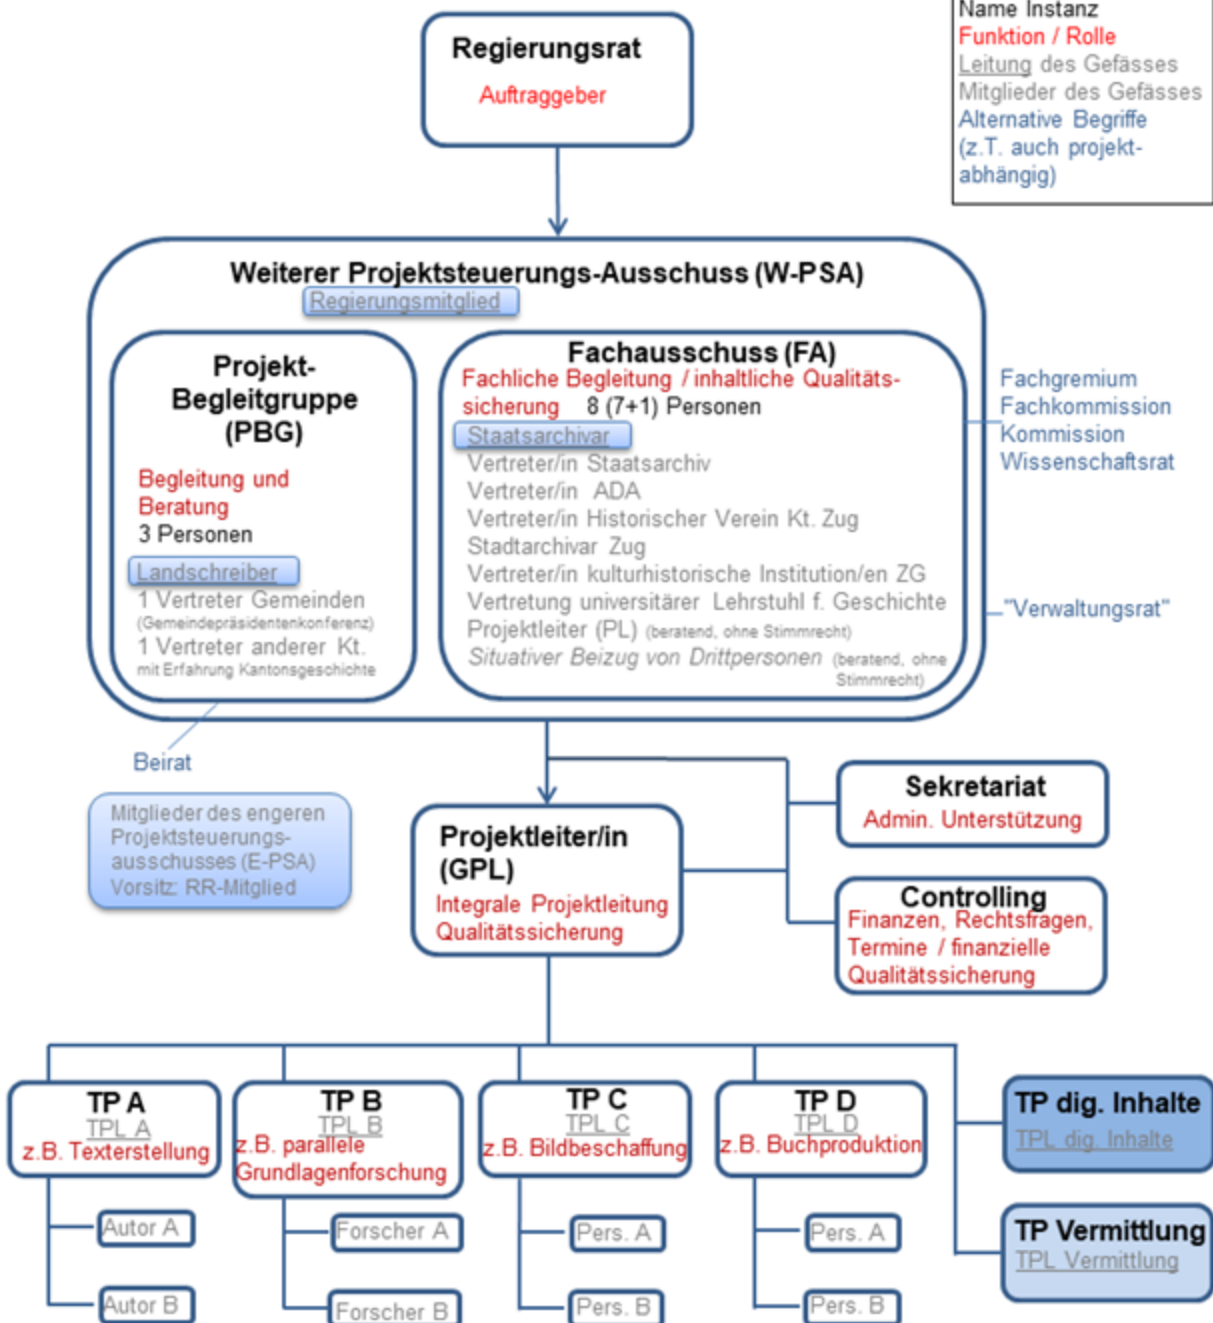 Name Instanz
Funktion / Rolle
Leitung des Gefässes
Mitglieder des Gefässes
Alternative Begriffe
(z.T. auch projekt-
abhängig)
Regierungsrat
Auftraggeber
Weiterer Projektsteuerungs-Ausschuss (W-PSA)
Regierungsmitglied
Projekt-
Begleitgruppe
(PBG)
Begleitung und
Beratung
3 Personen
Landschreiber
1 Vertreter Gemeinden
(Gemeindepräsidentenkonferenz)
1 Vertreter anderer Kt.
mit Erfahrung Kantonsgeschichte
Fachausschuss (FA)
Fachliche Begleitung / inhaltliche Qualitäts-
sicherung 8 (7+1) Personen
Staatsarchivar
Vertreter/in Staatsarchiv
Vertreter/in ADA
Vertreter/in Historischer Verein Kt. Zug
Stadtarchivar Zug
Vertreter/in kulturhistorische Institution/en ZG
Vertretung universitärer Lehrstuhl f. Geschichte
Projektleiter (PL) (beratend, ohne Stimmrecht)
Situativer Beizug von Drittpersonen (beratend, ohne
Stimmrecht)
Fachgremium
Fachkommission
Kommission
Wissenschaftsrat
"Verwaltungsrat"
Beirat
Mitglieder des engeren
Projektsteuerungs-
ausschusses (E-PSA)
Vorsitz: RR-Mitglied
Projektleiter/in
(GPL)
Integrale Projektleitung
Qualitätssicherung
Sekretariat
Admin. Unterstützung
Controlling
Finanzen, Rechtsfragen,
Termine / finanzielle
Qualitätssicherung
TP A
TPL A
z.B. Texterstellung
Autor A
Autor B
TP B
TPL B
z.B. parallele
Grundlagenforschung
Forscher A
Forscher B
TP C
TPL C
z.B. Bildbeschaffung
Pers. A
Pers. B
TP D
TPL D
z.B. Buchproduktion
Pers. A
Pers. B
TP dig. Inhalte
TPL dig. Inhalte
TP Vermittlung
TPL Vermittlung